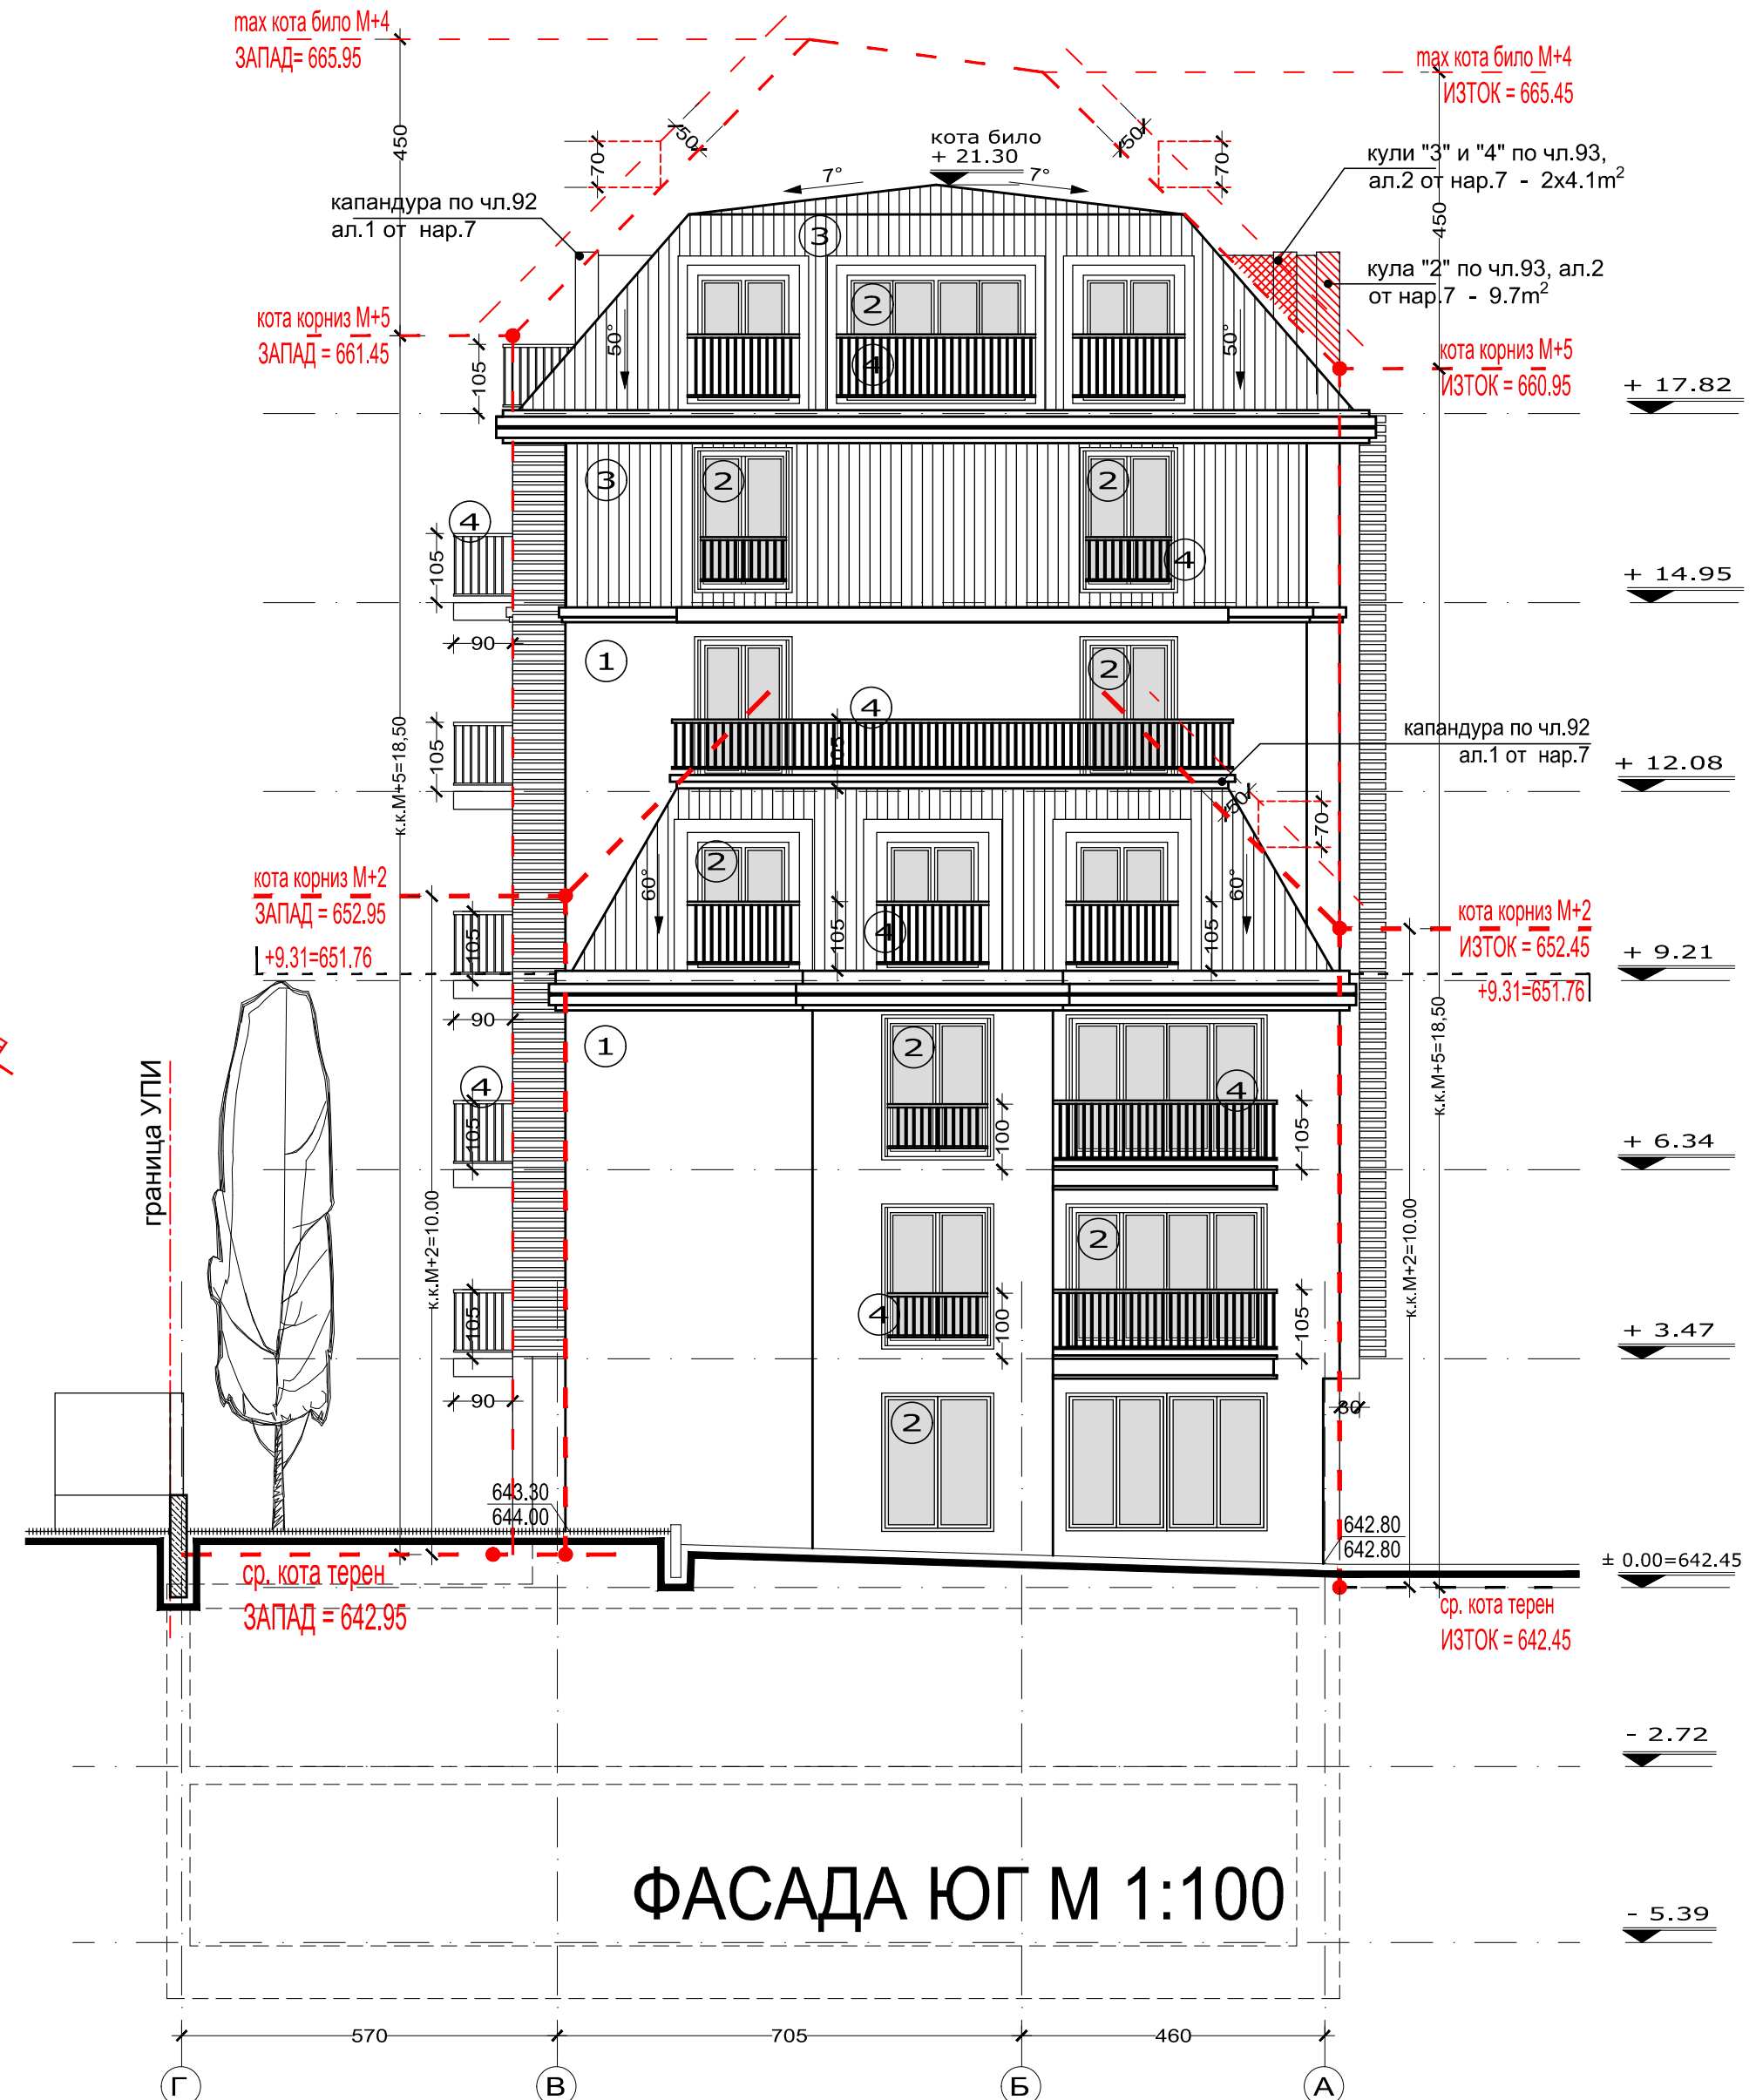 max кота било М+4
ЗАПАД= 665.95
max кота било М+4
ИЗТОК = 665.45
450
50
50
70
70
кота било
+ 21.30
7°
7°
кули "3" и "4" по чл.93,
ал.2 от нар.7 - 2x4.1m²
450
капандура по чл.92
ал.1 от нар.7
3
кула "2" по чл.93, ал.2
от нар.7 - 9.7m²
2
кота корниз М+5
ЗАПАД = 661.45
50°
50°
4
105
кота корниз М+5
ИЗТОК = 660.95
+ 17.82
3
2
2
4
105
4
+ 14.95
90
1
2
4
к.к.М+5=18,50
105
105
капандура по чл.92
ал.1 от нар.7
+ 12.08
50
70
2
60°
60°
кота корниз М+2
ЗАПАД = 652.95
105
105
4
105
кота корниз М+2
ИЗТОК = 652.45
+9.31=651.76
+ 9.21
+9.31=651.76
90
1
2
к.к.М+5=18,50
4
4
граница УПИ
105
100
105
+ 6.34
к.к.М+2=10.00
2
к.к.М+2=10.00
105
4
100
105
+ 3.47
90
80
2
643.30
644.00
642.80
642.80
± 0.00=642.45
ср. кота терен
ЗАПАД = 642.95
ср. кота терен
ИЗТОК = 642.45
- 2.72
ФАСАДА ЮГ М 1:100
- 5.39
570
705
460
Г
В
Б
А